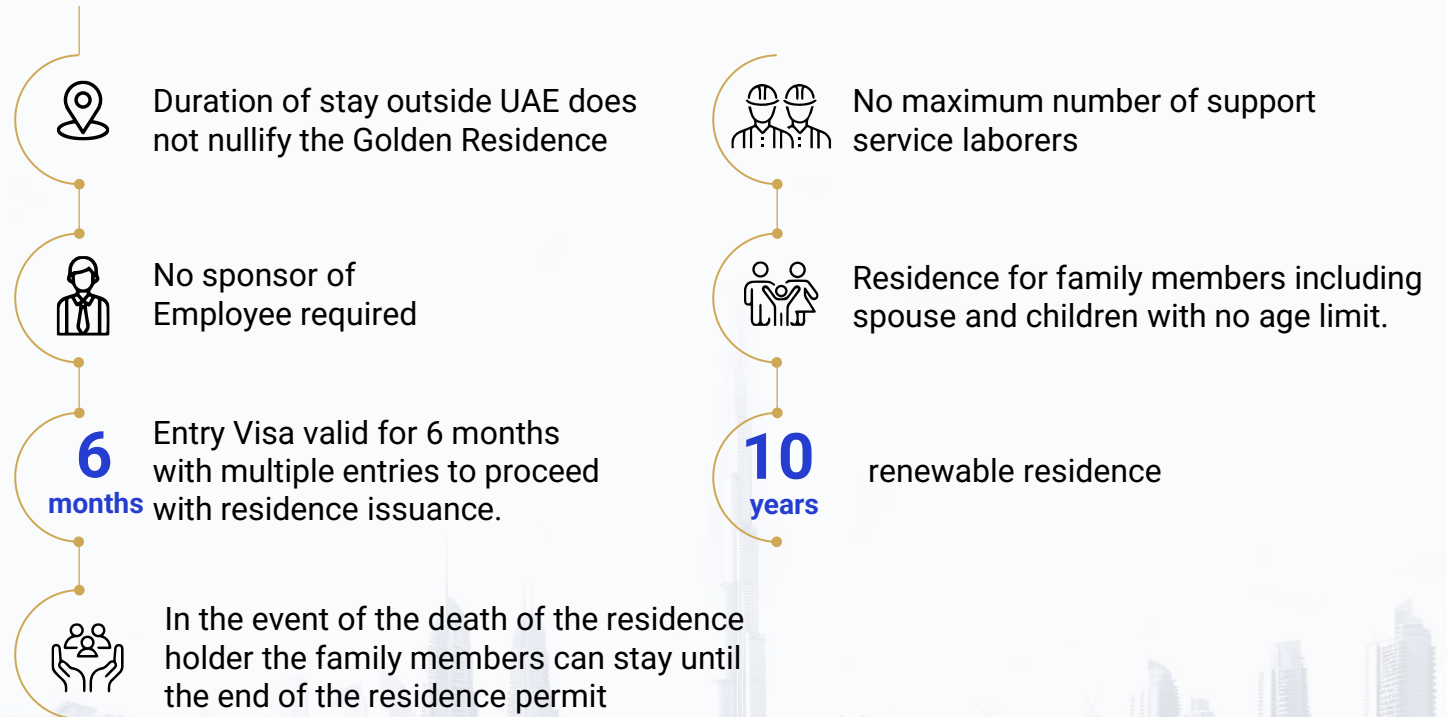 Duration of stay outside UAE does
not nullify the Golden Residence
No sponsor of
Employee required
6
months
Entry Visa valid for 6 months
with multiple entries to proceed
with residence issuance.
In the event of the death of the residence
holder the family members can stay until
the end of the residence permit
No maximum number of support
service laborers
Residence for family members including
spouse and children with no age limit.
10
years
renewable residence